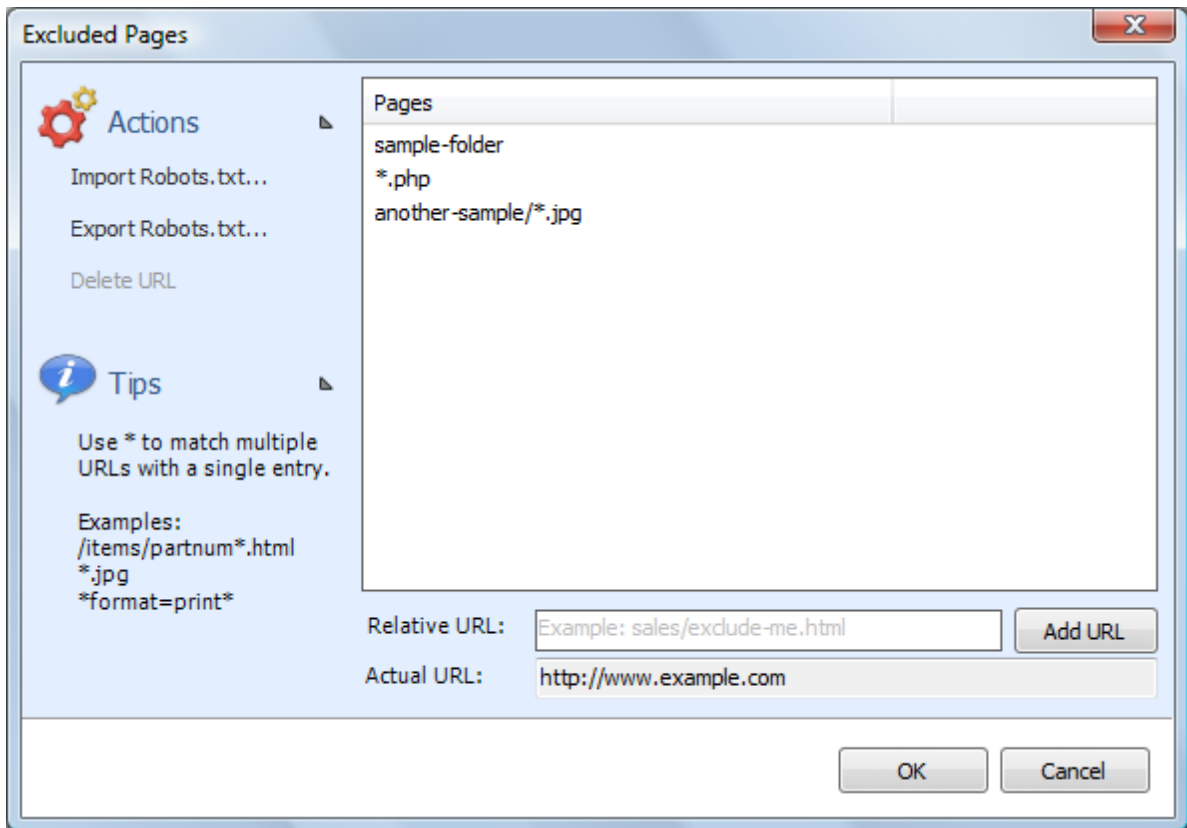 Excluded Pages
Actions
Import Robots.txt...
Export Robots.txt...
Delete URL
Tips
Use * to match multiple
URLs with a single entry.
Examples:
/items/partnum*.html
*.jpg
*format=print*
Pages
sample-folder
*.php
another-sample/*.jpg
Relative URL:
Example: sales/exclude-me.html
Add URL
Actual URL:
http://www.example.com
OK
Cancel